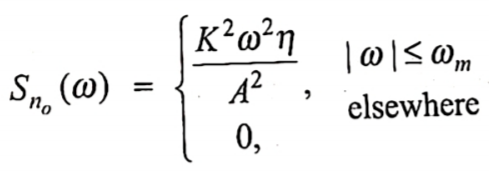 S_{n_o}(ω) = { K²ω²η / A² , |ω| ≤ ω_m
0, elsewhere